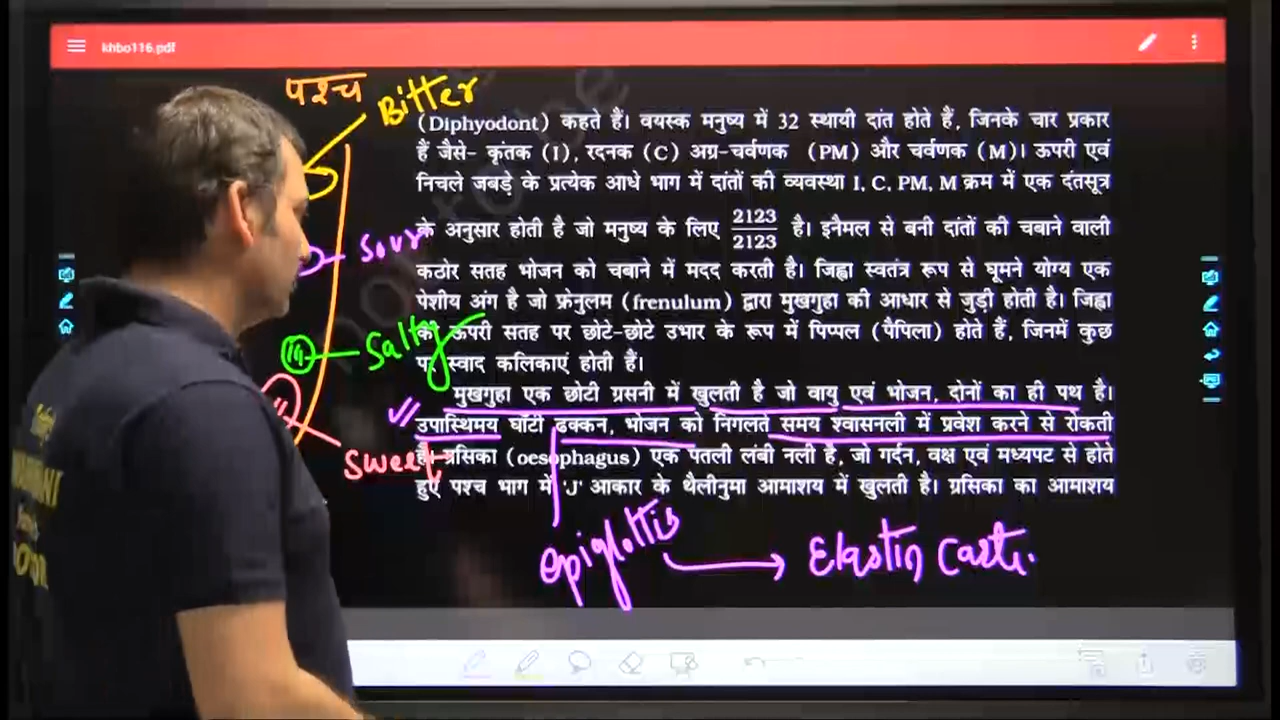 khbo116.pdf
पश्च
Bitter
(Diphyodont) कहते हैं। वयस्क मनुष्य में 32 स्थायी दांत होते हैं, जिनके चार प्रकार
हैं जैसे- कृंतक (I), रदनक (C) अग्र-चर्वणक (PM) और चर्वणक (M)। ऊपरी एवं
निचले जबड़े के प्रत्येक आधे भाग में दांतों की व्यवस्था I, C, PM, M क्रम में एक दंतसूत्र
के अनुसार होती है जो मनुष्य के लिए 2123/2123 है। इनैमल से बनी दांतों की चबाने वाली
Sour
कठोर सतह भोजन को चबाने में मदद करती है। जिह्वा स्वतंत्र रूप से घूमने योग्य एक
पेशीय अंग है जो फ्रेनुलम (frenulum) द्वारा मुखगुहा की आधार से जुड़ी होती है। जिह्वा
की ऊपरी सतह पर छोटे-छोटे उभार के रूप में पिप्पल (पैपिला) होते हैं, जिनमें कुछ
Salty
पर स्वाद कलिकाएं होती हैं।
मुखगुहा एक छोटी ग्रसनी में खुलती है जो वायु एवं भोजन, दोनों का ही पथ है।
उपास्थिमय घाँटी ढक्कन, भोजन को निगलते समय श्वासनली में प्रवेश करने से रोकती
Sweet
है। ग्रसिका (oesophagus) एक पतली लंबी नली है, जो गर्दन, वक्ष एवं मध्यपट से होते
हुए पश्च भाग में 'J' आकार के थैलीनुमा आमाशय में खुलती है। ग्रसिका का आमाशय
epiglottis → Elastin Carti.